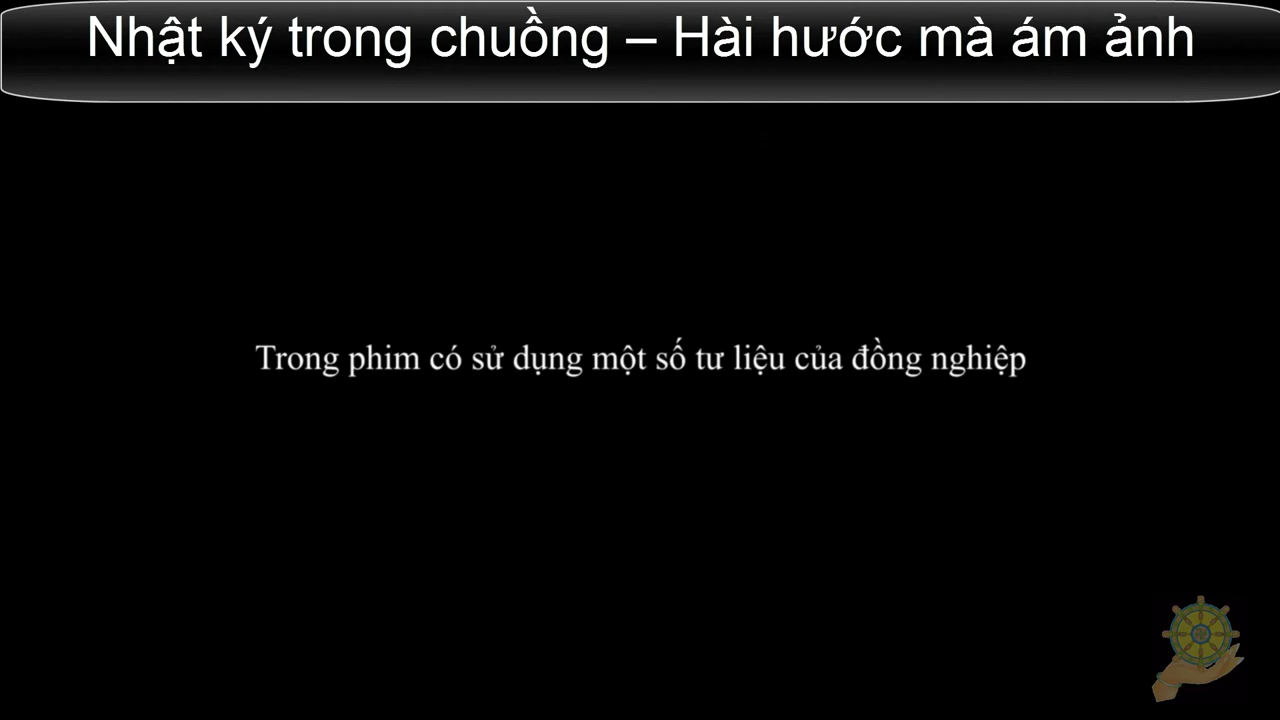 Nhật ký trong chuồng – Hài hước mà ám ảnh
Trong phim có sử dụng một số tư liệu của đồng nghiệp